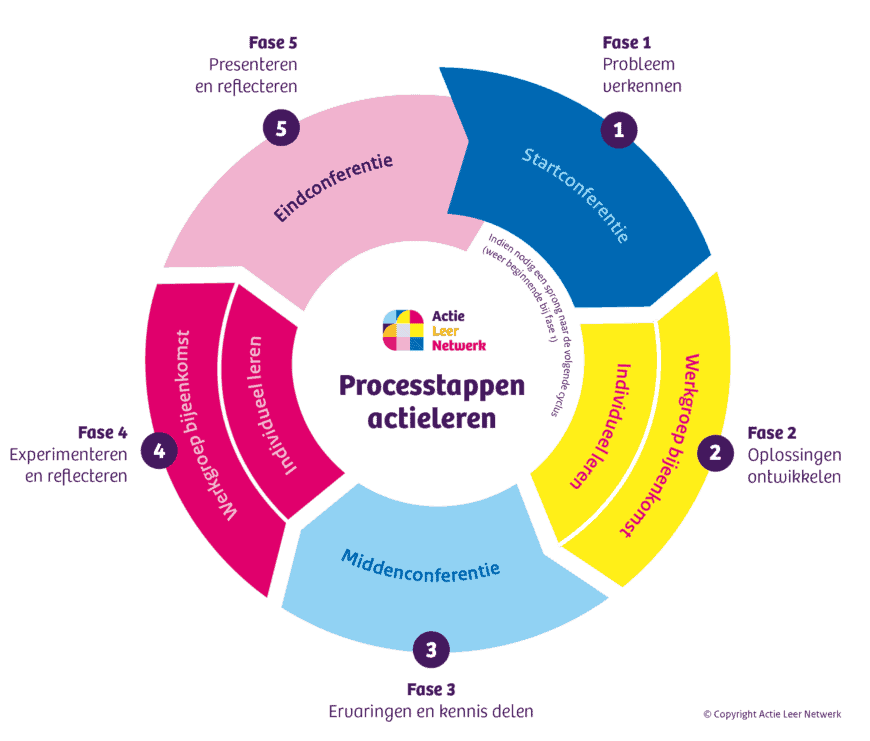 Fase 5
Presenteren
en reflecteren
5
Eindconferentie
Fase 1
Probleem
verkennen
1
Startconferentie
Indien nodig een sprong naar de volgende cyclus
(weer beginnende bij fase 1)
Actie
Leer
Netwerk
Processtappen
actieleren
Individueel leren
Werkgroep bijeenkomst
2
Fase 2
Oplossingen
ontwikkelen
Middenconferentie
3
Fase 3
Ervaringen en kennis delen
Fase 4
Experimenteren
en reflecteren
4
Werkgroep bijeenkomst
Individueel leren
© Copyright Actie Leer Netwerk